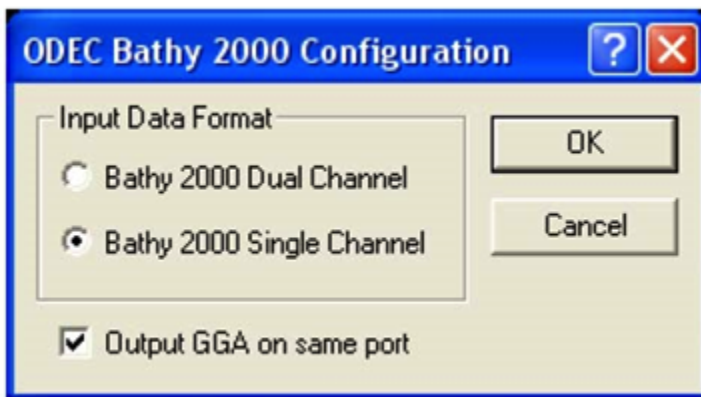 ODEC Bathy 2000 Configuration
Input Data Format
Bathy 2000 Dual Channel
Bathy 2000 Single Channel
Output GGA on same port
OK
Cancel